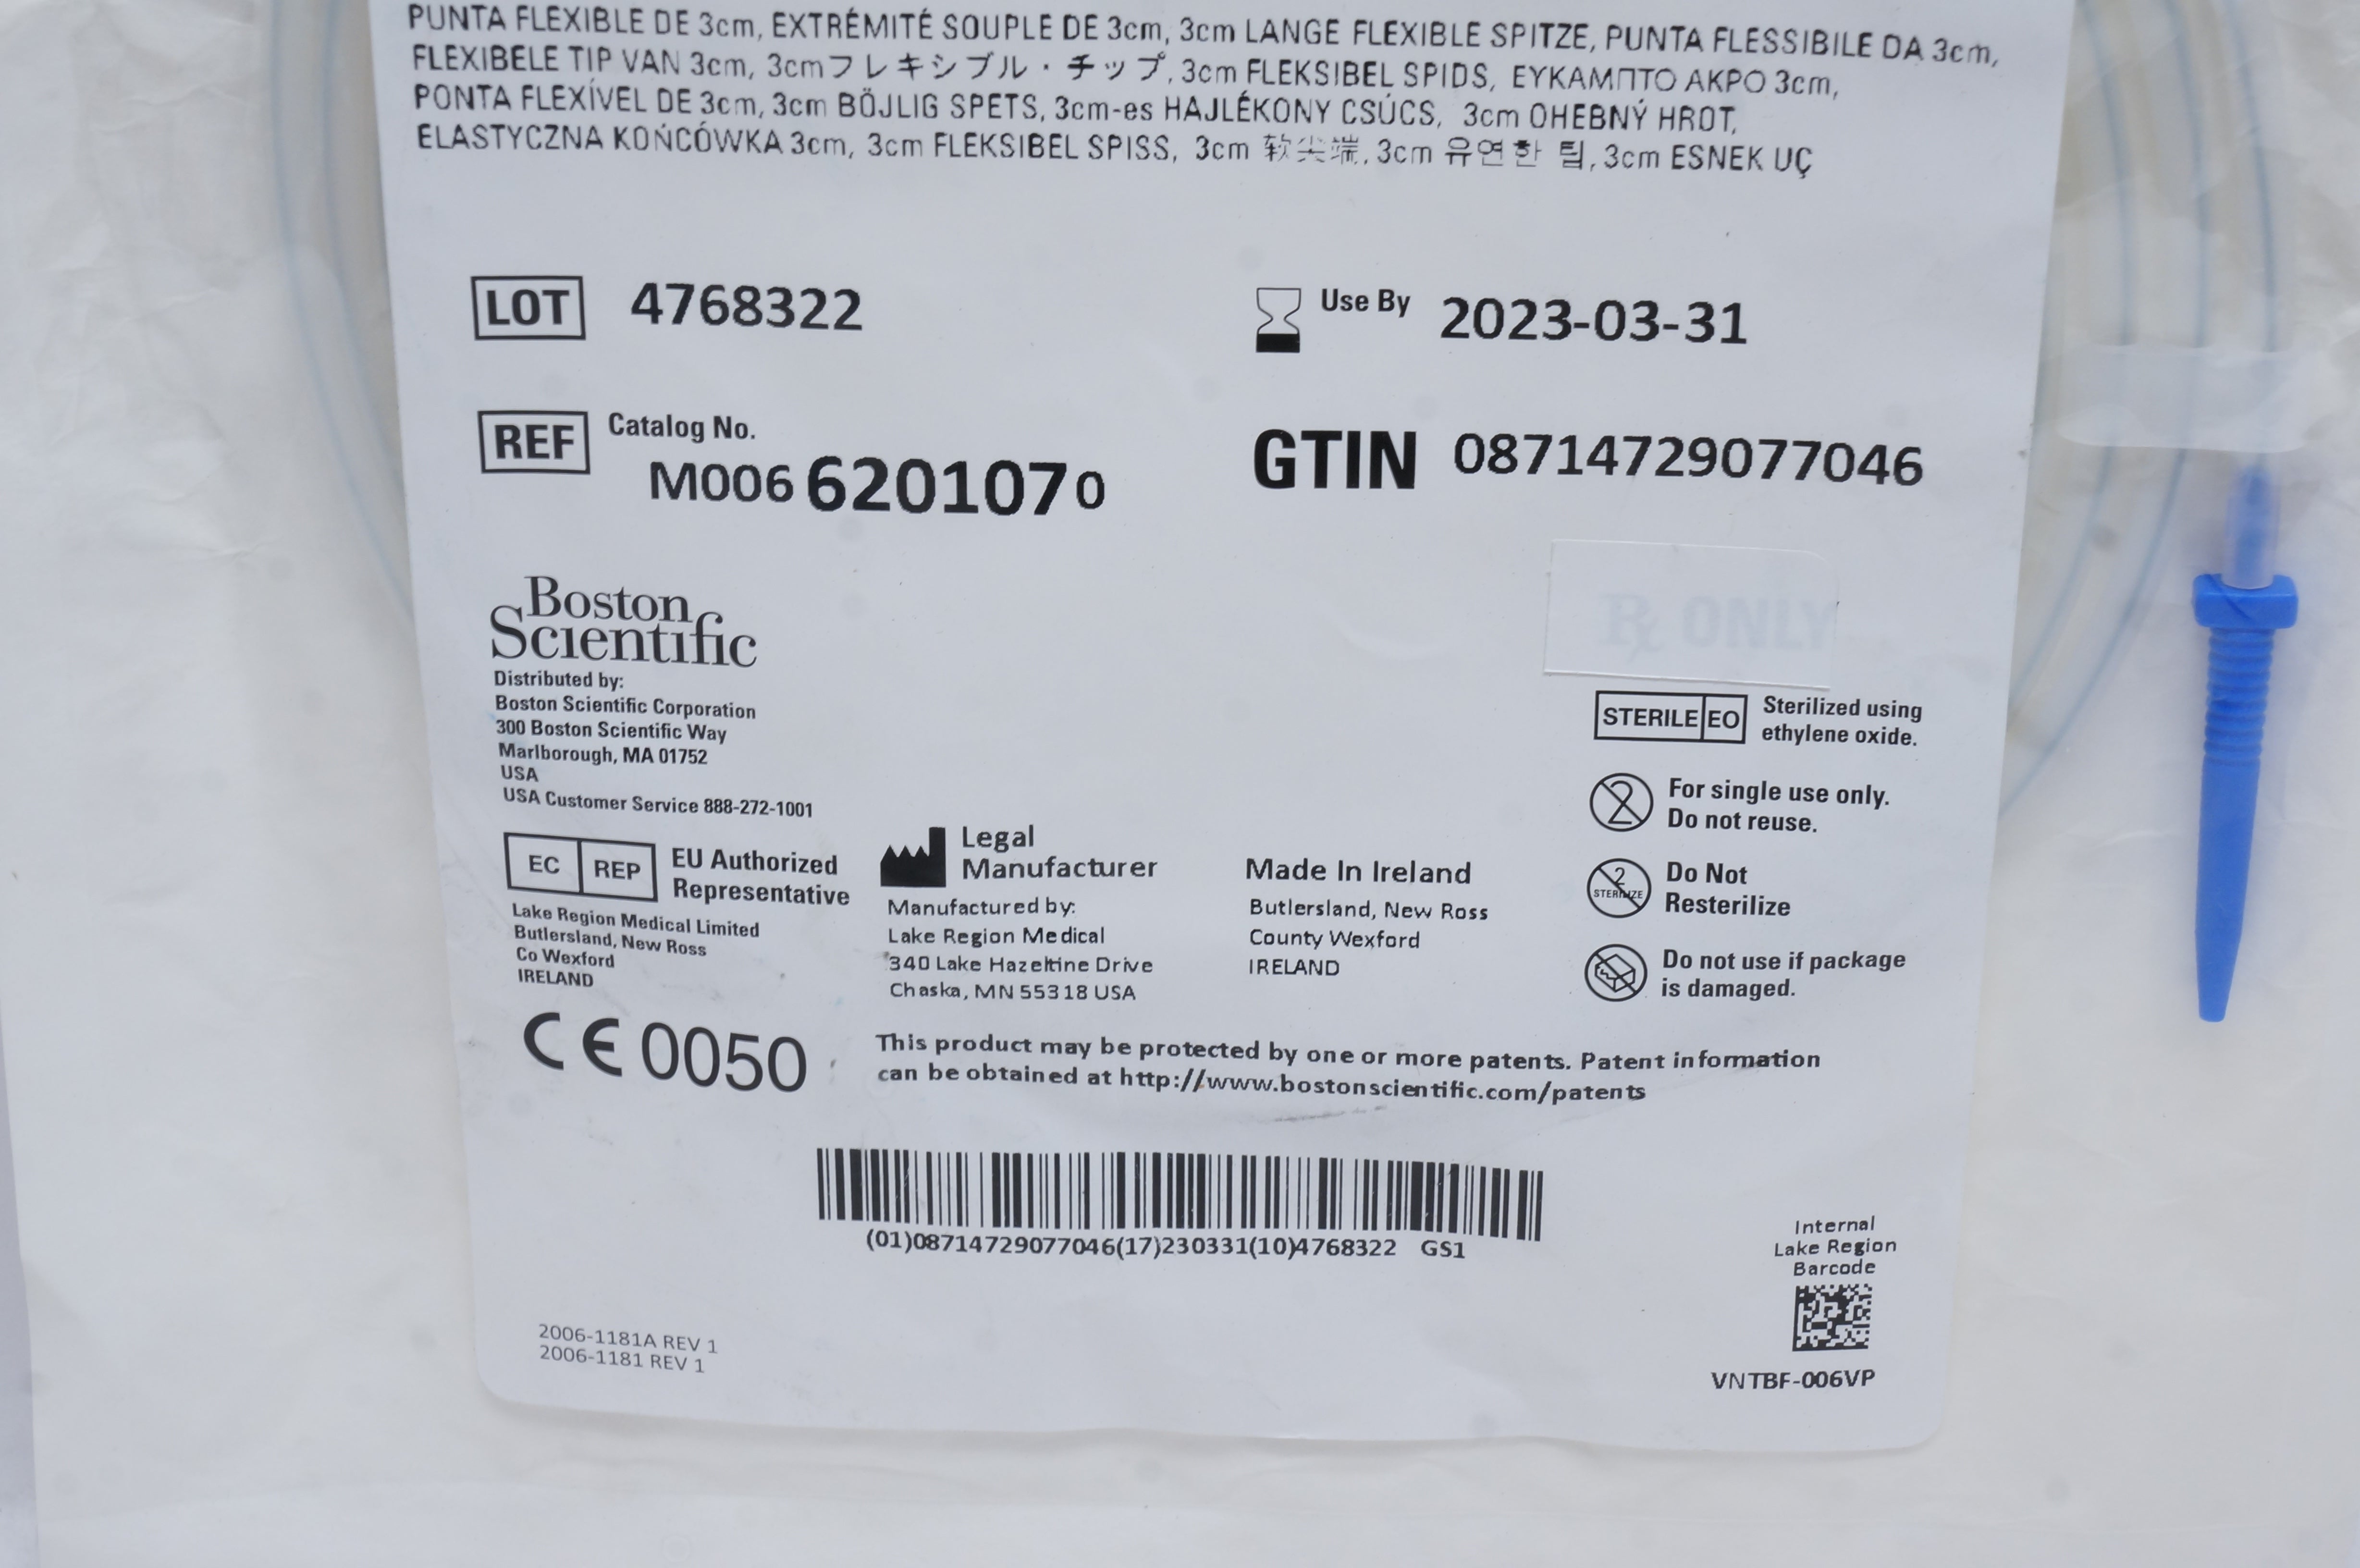 PUNTA FLEXIBLE DE 3cm, EXTRÉMITÉ SOUPLE DE 3cm, 3cm LANGE FLEXIBLE SPITZE, PUNTA FLESSIBILE DA 3cm,
FLEXIBELE TIP VAN 3cm, 3cmフレキシブル・チップ, 3cm FLEKSIBEL SPIDS, ΕΥΚΑΜΠΤΟ ΑΚΡΟ 3cm,
PONTA FLEXÍVEL DE 3cm, 3cm BÖJLIG SPETS, 3cm-es HAJLÉKONY CSÚCS, 3cm OHEBNÝ HROT,
ELASTYCZNA KOŃCÓWKA 3cm, 3cm FLEKSIBEL SPISS, 3cm 软尖端, 3cm 유연한 팁, 3cm ESNEK UÇ
LOT 4768322
Use By 2023-03-31
REF Catalog No.
M006 620107 0
GTIN 08714729077046
Boston
Scientific
Distributed by:
Boston Scientific Corporation
300 Boston Scientific Way
Marlborough, MA 01752
USA
USA Customer Service 888-272-1001
Rx ONLY
STERILE EO Sterilized using
ethylene oxide.
2 For single use only.
Do not reuse.
2 STERILIZE Do Not
Resterilize
Do not use if package
is damaged.
EC REP EU Authorized
Representative
Lake Region Medical Limited
Butlersland, New Ross
Co Wexford
IRELAND
Legal
Manufacturer
Manufactured by:
Lake Region Medical
340 Lake Hazeltine Drive
Chaska, MN 55318 USA
Made In Ireland
Butlersland, New Ross
County Wexford
IRELAND
CE 0050
This product may be protected by one or more patents. Patent information
can be obtained at http://www.bostonscientific.com/patents
(01)08714729077046(17)230331(10)4768322 GS1
Internal
Lake Region
Barcode
VNTBF-006VP
2006-1181A REV 1
2006-1181 REV 1